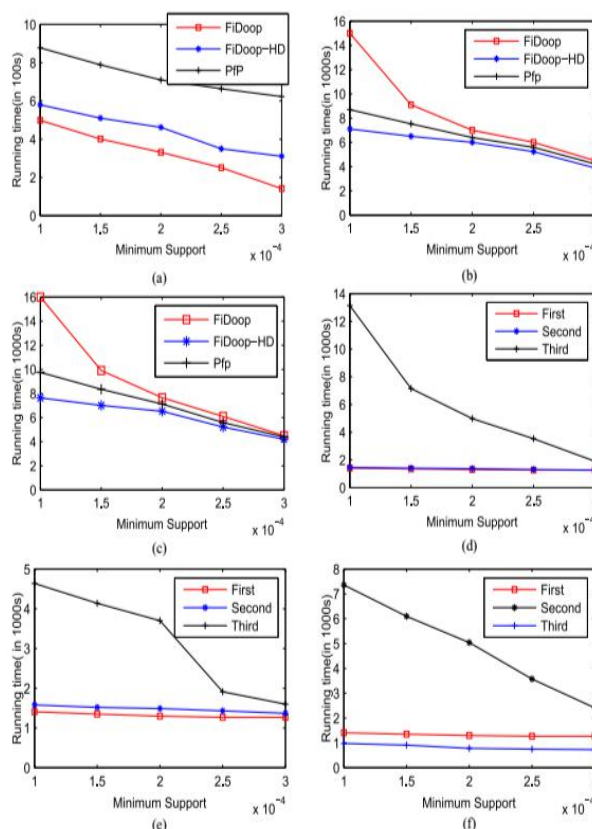 FiDoop
FiDoop-HD
PfP
Running time(in 100s)
10
8
6
4
2
0
1
1.5
2
2.5
3
Minimum Support
x 10-4
(a)
FiDoop
FiDoop-HD
Pfp
Running time(in 1000s)
16
14
12
10
8
6
4
2
0
1
1.5
2
2.5
Minimum Support
x 10-4
(b)
FiDoop
FiDoop-HD
Pfp
Running time(in 1000s)
16
14
12
10
8
6
4
2
0
1
1.5
2
2.5
3
Minimum Support
x 10-4
(c)
First
Second
Third
Running time(in 1000s)
14
12
10
8
6
4
2
0
1
1.5
2
2.5
Minimum Support
x 10-4
(d)
First
Second
Third
Running time( in 1000s)
5
4
3
2
1
0
1
1.5
2
2.5
3
Minimum Support
x 10-4
(e)
First
Second
Third
Running time(in 1000s)
8
7
6
5
4
3
2
1
0
1
1.5
2
2.5
Minimum Support
x 10-4
(f)